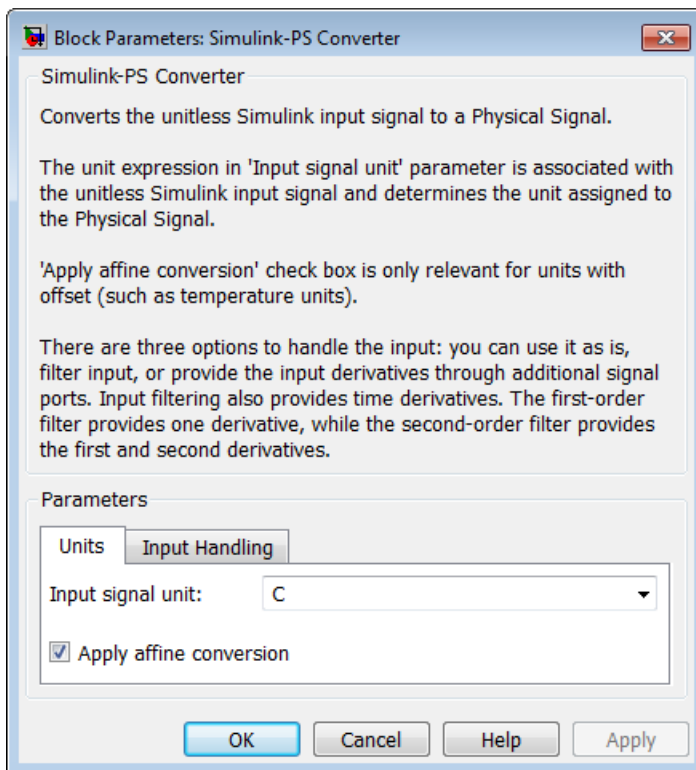 Block Parameters: Simulink-PS Converter
Simulink-PS Converter
Converts the unitless Simulink input signal to a Physical Signal.
The unit expression in 'Input signal unit' parameter is associated with
the unitless Simulink input signal and determines the unit assigned to
the Physical Signal.
'Apply affine conversion' check box is only relevant for units with
offset (such as temperature units).
There are three options to handle the input: you can use it as is,
filter input, or provide the input derivatives through additional signal
ports. Input filtering also provides time derivatives. The first-order
filter provides one derivative, while the second-order filter provides
the first and second derivatives.
Parameters
Units Input Handling
Input signal unit: C
Apply affine conversion
OK Cancel Help Apply